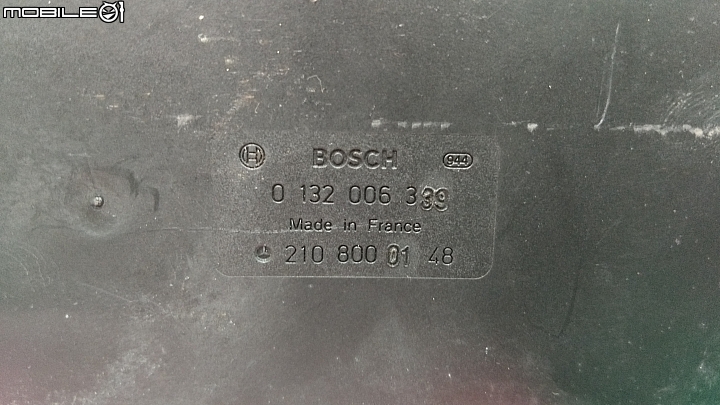 MOBILE01
BOSCH 944
0 132 006 339
Made in France
210 800 01 48